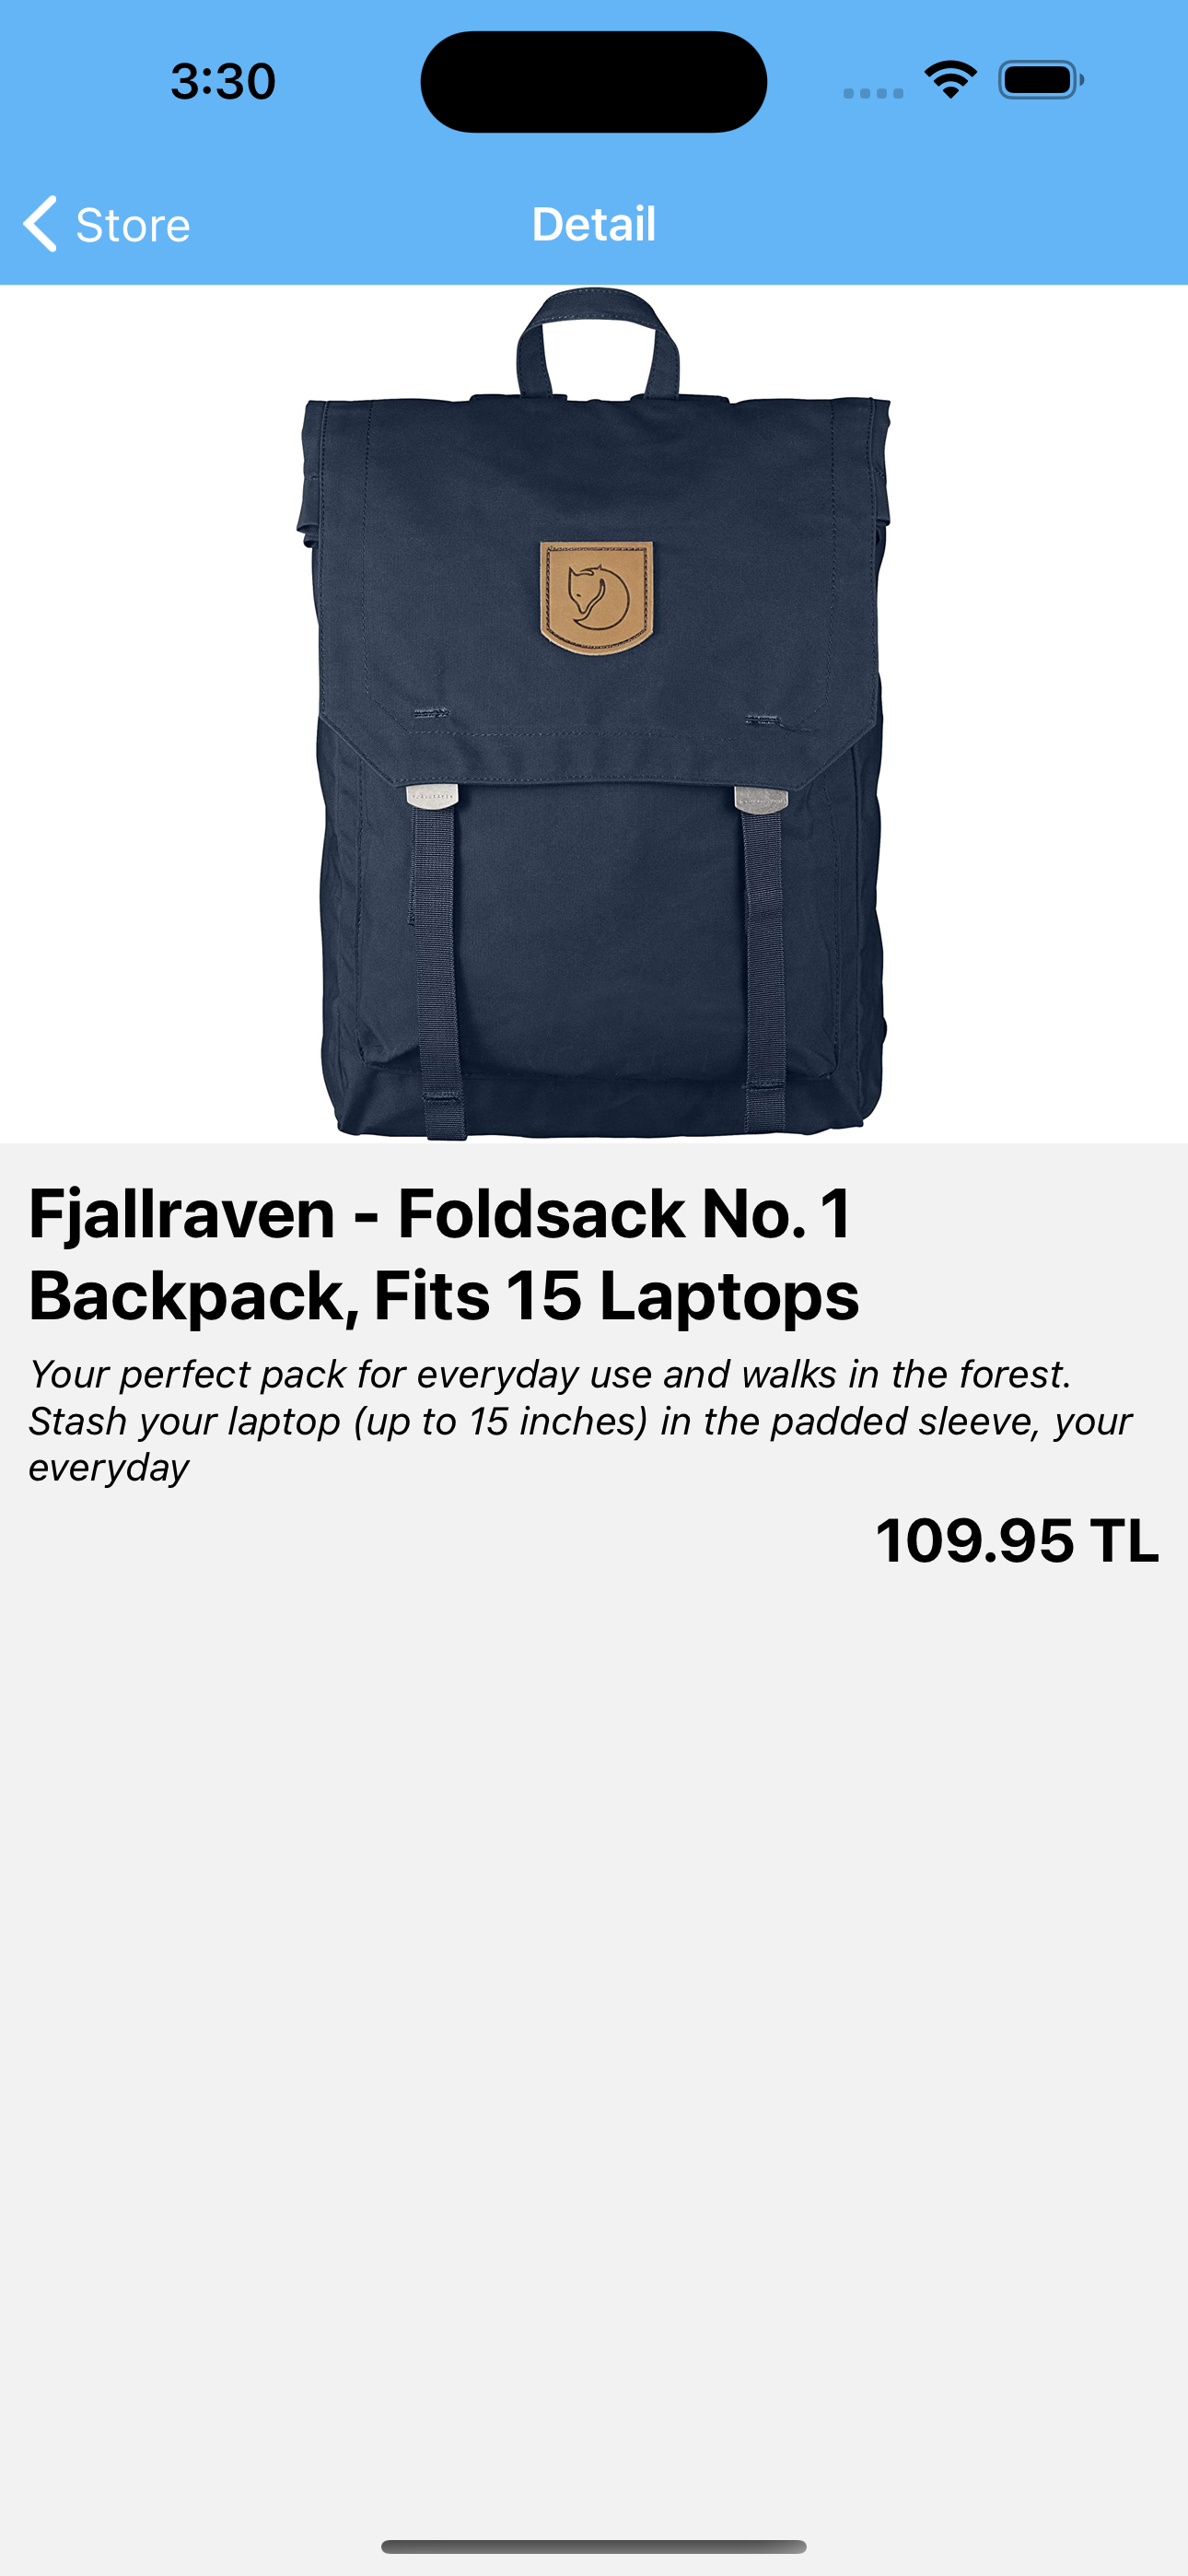 3:30
Store
Detail
Fjallraven - Foldsack No. 1
Backpack, Fits 15 Laptops
Your perfect pack for everyday use and walks in the forest.
Stash your laptop (up to 15 inches) in the padded sleeve, your
everyday
109.95 TL